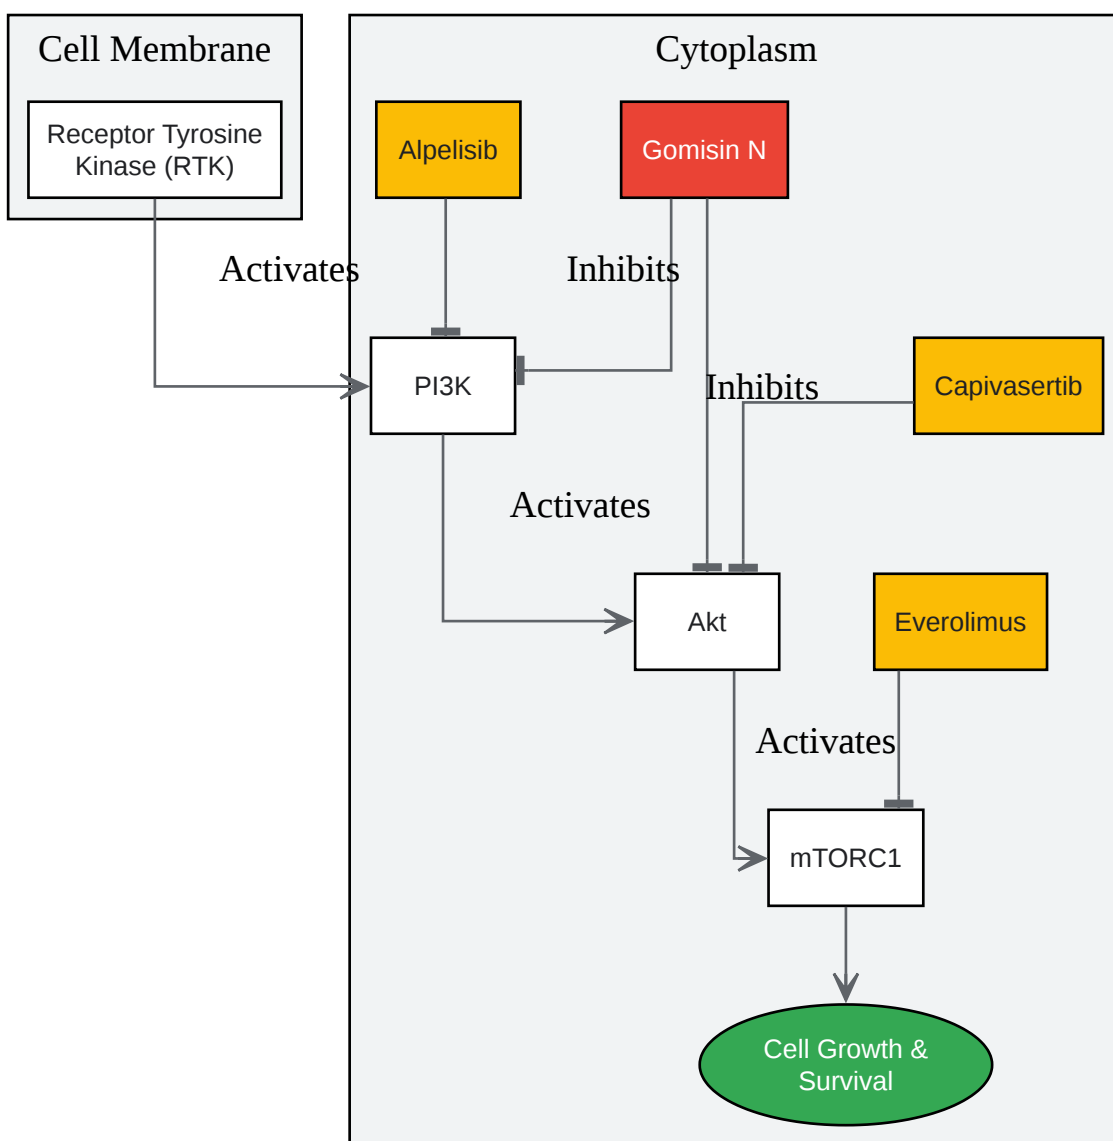 Cell Membrane
Cytoplasm
Receptor Tyrosine
Kinase (RTK)
Alpelisib
Gomisin N
Activates
Inhibits
PI3K
Inhibits
Capivasertib
Activates
Akt
Everolimus
Activates
mTORC1
Cell Growth &
Survival